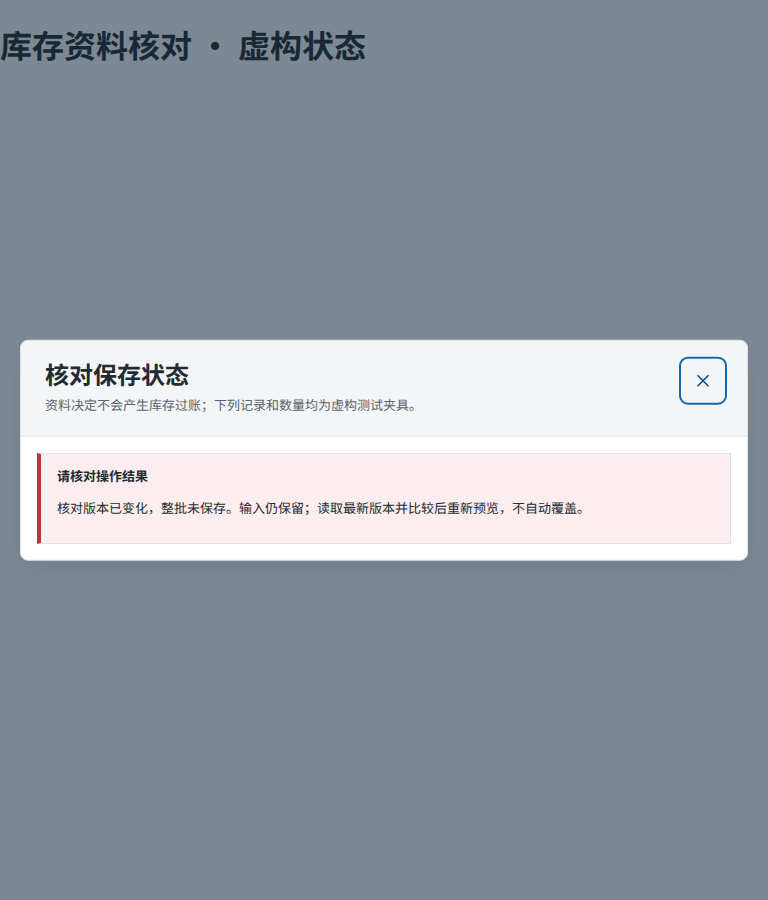 库存资料核对 · 虚构状态
核对保存状态
资料决定不会产生库存过账；下列记录和数量均为虚构测试夹具。
请核对操作结果
核对版本已变化，整批未保存。输入仍保留；读取最新版本并比较后重新预览，不自动覆盖。